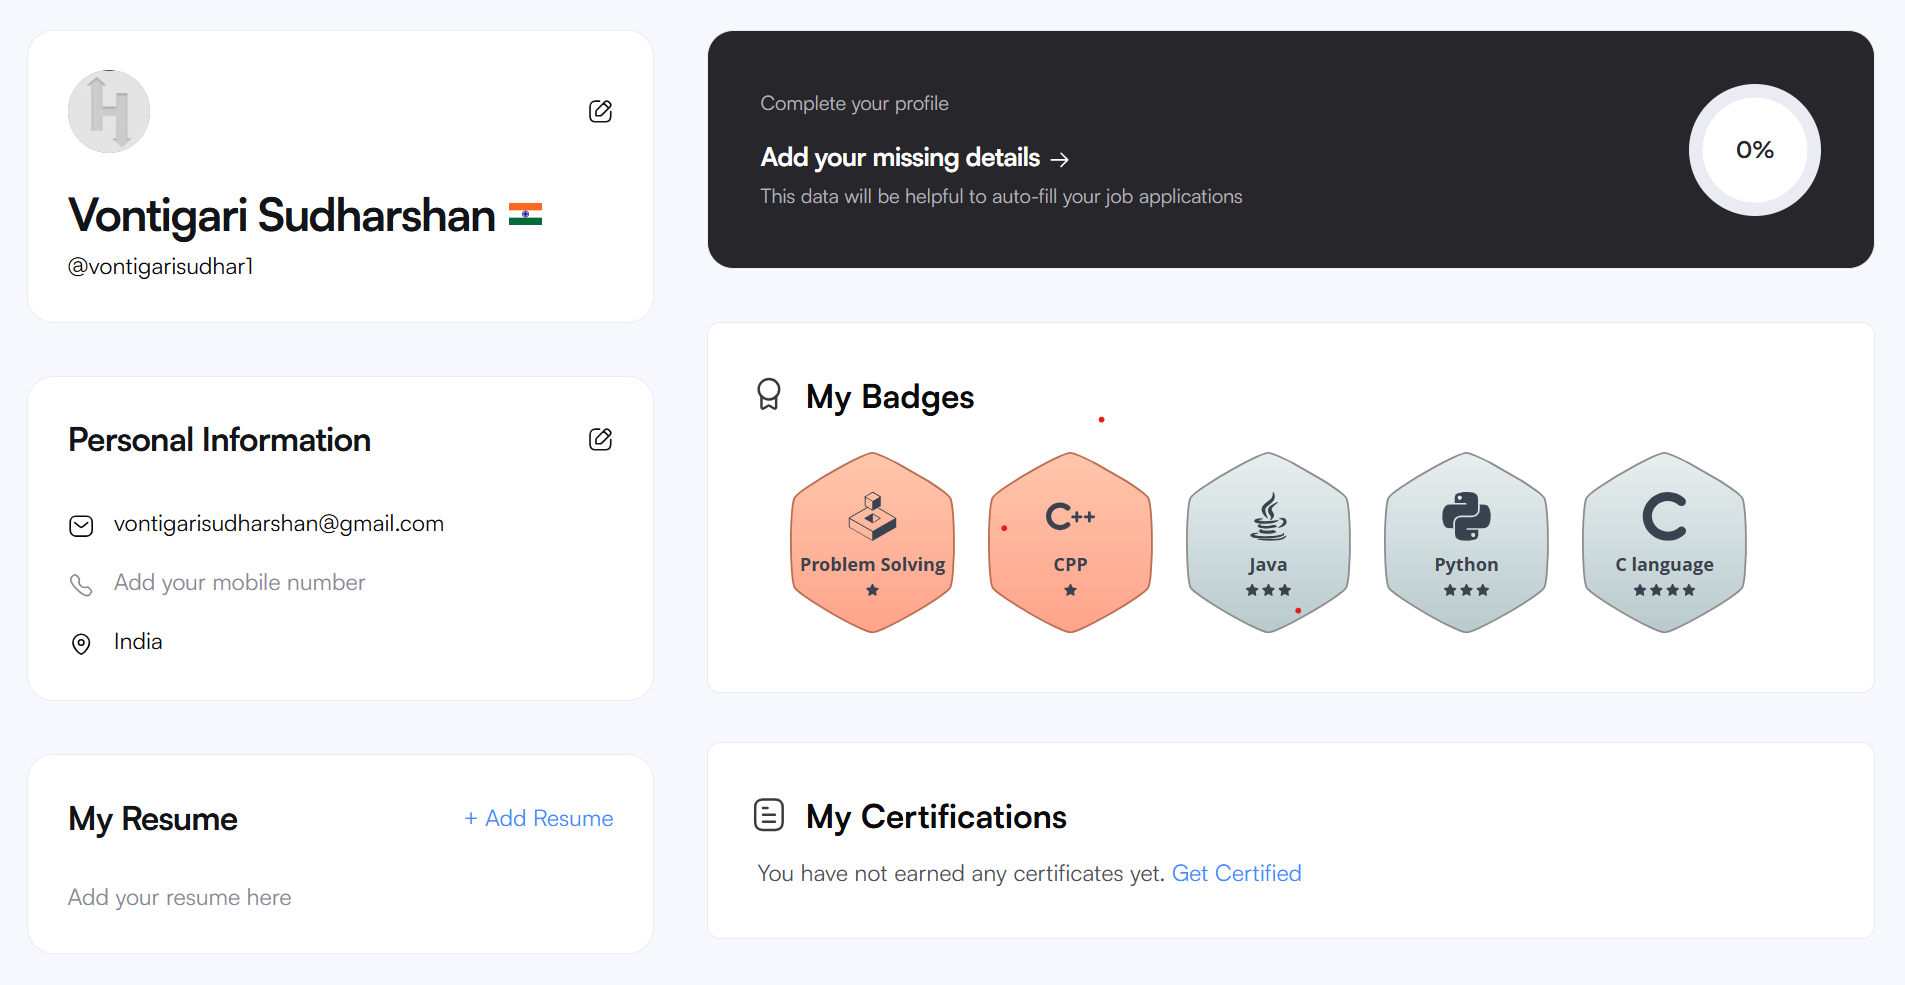 Vontigari Sudharshan
@vontigarisudhar1
Personal Information
vontigarisudharshan@gmail.com
Add your mobile number
India
My Resume
+ Add Resume
Add your resume here
Complete your profile
Add your missing details →
This data will be helpful to auto-fill your job applications
0%
My Badges
Problem Solving
C++
CPP
Java
Python
C
C language
My Certifications
You have not earned any certificates yet. Get Certified